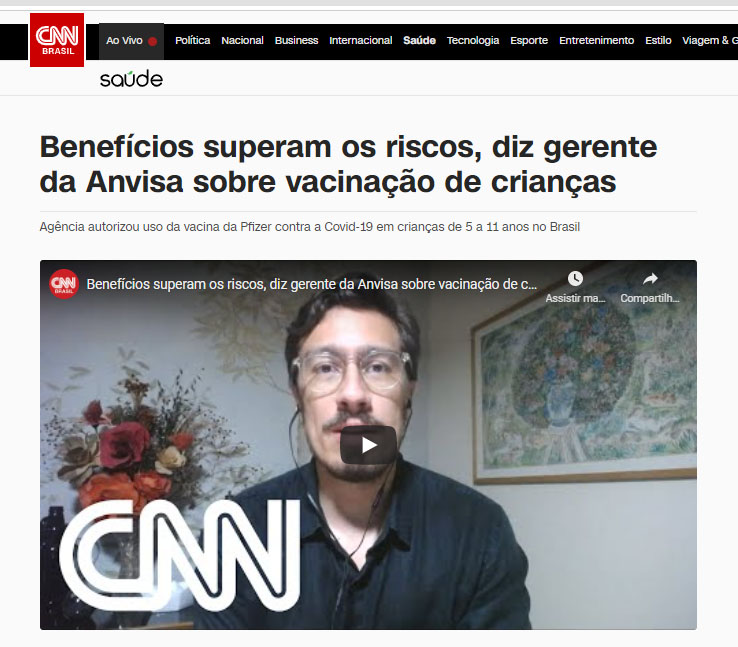 CNN
BRASIL
Ao Vivo Política Nacional Business Internacional Saúde Tecnologia Esporte Entretenimento Estilo Viagem & G
saúde
Benefícios superam os riscos, diz gerente
da Anvisa sobre vacinação de crianças
Agência autorizou uso da vacina da Pfizer contra a Covid-19 em crianças de 5 a 11 anos no Brasil
CNN
BRASIL
Benefícios superam os riscos, diz gerente da Anvisa sobre vacinação de c...
Assistir ma... Compartilh...
CNN